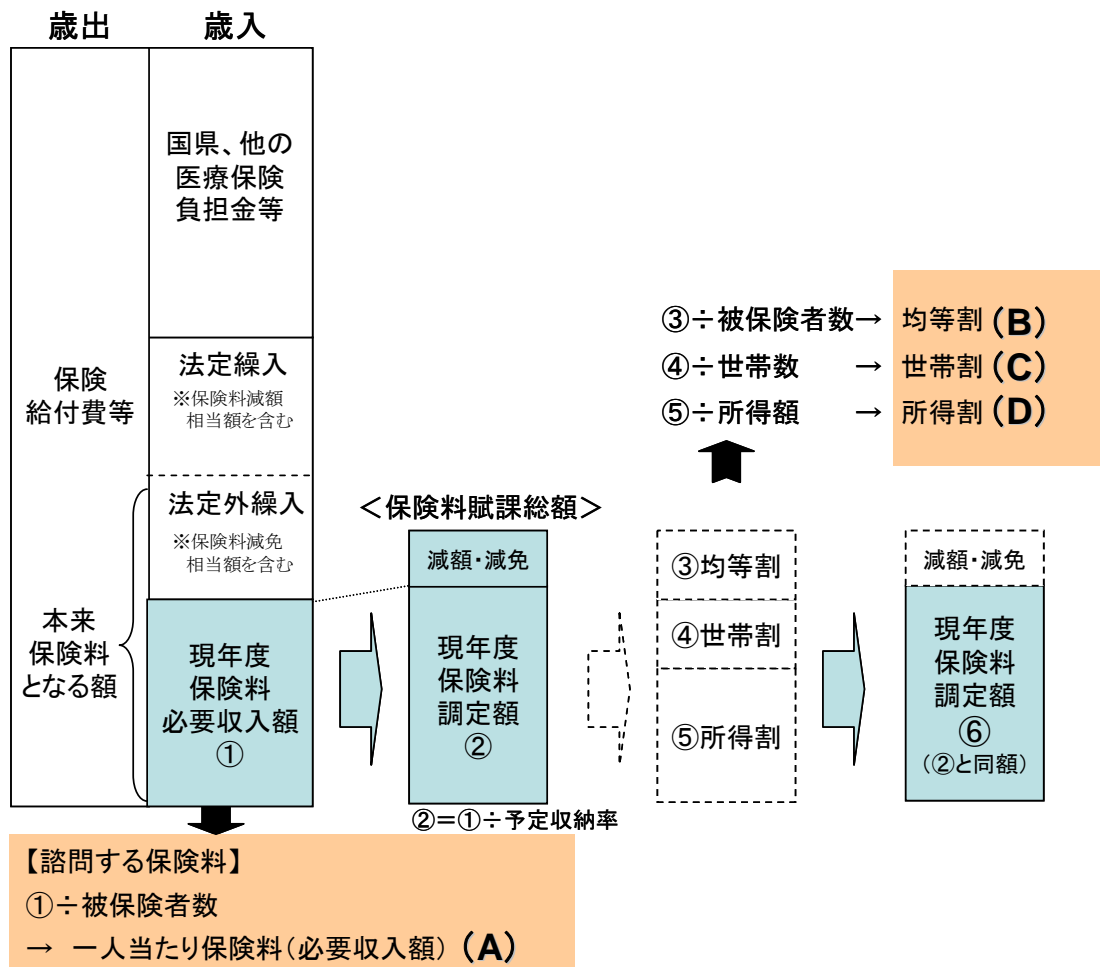 歳出
歳入
国県、他の
医療保険
負担金等
保険
給付費等
法定繰入
※保険料減額
相当額を含む
法定外繰入
※保険料減免
相当額を含む
本来
保険料
となる額
現年度
保険料
必要収入額
①
＜保険料賦課総額＞
減額・減免
現年度
保険料
調定額
②
②＝①÷予定収納率
③÷被保険者数→ 均等割(B)
④÷世帯数 → 世帯割(C)
⑤÷所得額 → 所得割(D)
③均等割
④世帯割
⑤所得割
減額・減免
現年度
保険料
調定額
⑥
(②と同額)
【諮問する保険料】
①÷被保険者数
→ 一人当たり保険料(必要収入額) (A)